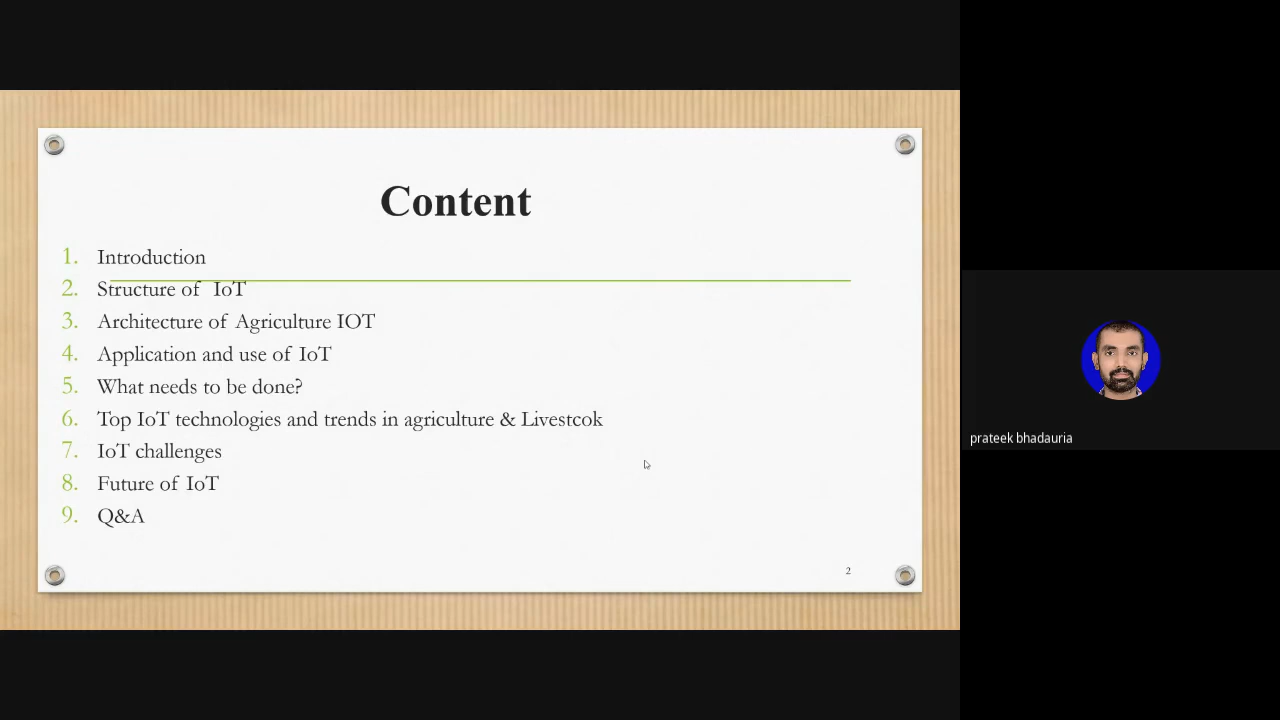 Content
1. Introduction
2. Structure of IoT
3. Architecture of Agriculture IOT
4. Application and use of IoT
5. What needs to be done?
6. Top IoT technologies and trends in agriculture & Livestcok
7. IoT challenges
8. Future of IoT
9. Q&A
2
prateek bhadauria